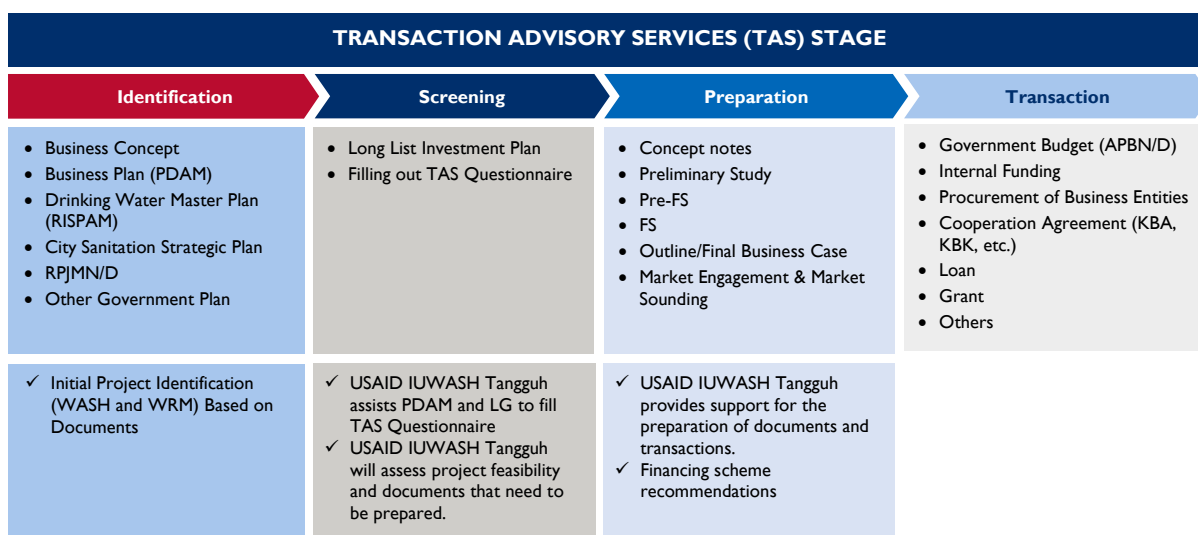 TRANSACTION ADVISORY SERVICES (TAS) STAGE
Identification
Screening
Preparation
Transaction
• Business Concept
• Business Plan (PDAM)
• Drinking Water Master Plan
(RISPAM)
• City Sanitation Strategic Plan
• RPJMN/D
• Other Government Plan
• Long List Investment Plan
• Filling out TAS Questionnaire
• Concept notes
• Preliminary Study
• Pre-FS
• FS
• Outline/Final Business Case
• Market Engagement & Market
Sounding
• Government Budget (APBN/D)
• Internal Funding
• Procurement of Business Entities
• Cooperation Agreement (KBA,
KBK, etc.)
• Loan
• Grant
• Others
✓ Initial Project Identification
(WASH and WRM) Based on
Documents
✓ USAID IUWASH Tangguh
assists PDAM and LG to fill
TAS Questionnaire
✓ USAID IUWASH Tangguh
will assess project feasibility
and documents that need to
be prepared.
✓ USAID IUWASH Tangguh
provides support for the
preparation of documents and
transactions.
✓ Financing scheme
recommendations